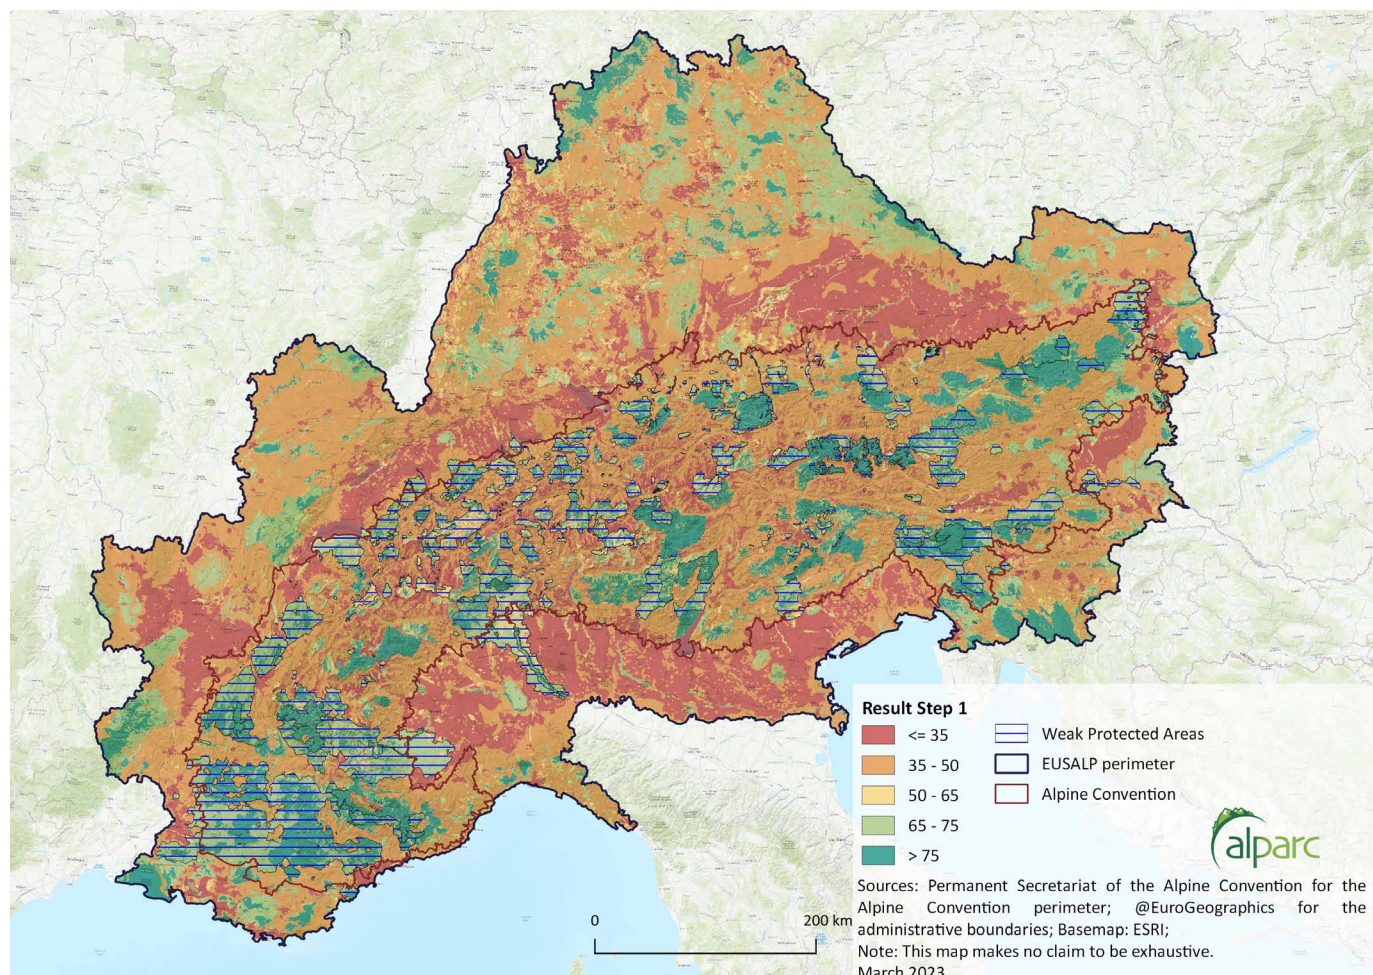 Result Step 1
<= 35
35 - 50
50 - 65
65 - 75
> 75
Weak Protected Areas
EUSALP perimeter
Alpine Convention
alparc
0
200 km
Sources: Permanent Secretariat of the Alpine Convention for the
Alpine Convention perimeter; @EuroGeographics for the
administrative boundaries; Basemap: ESRI;
Note: This map makes no claim to be exhaustive.
March 2023